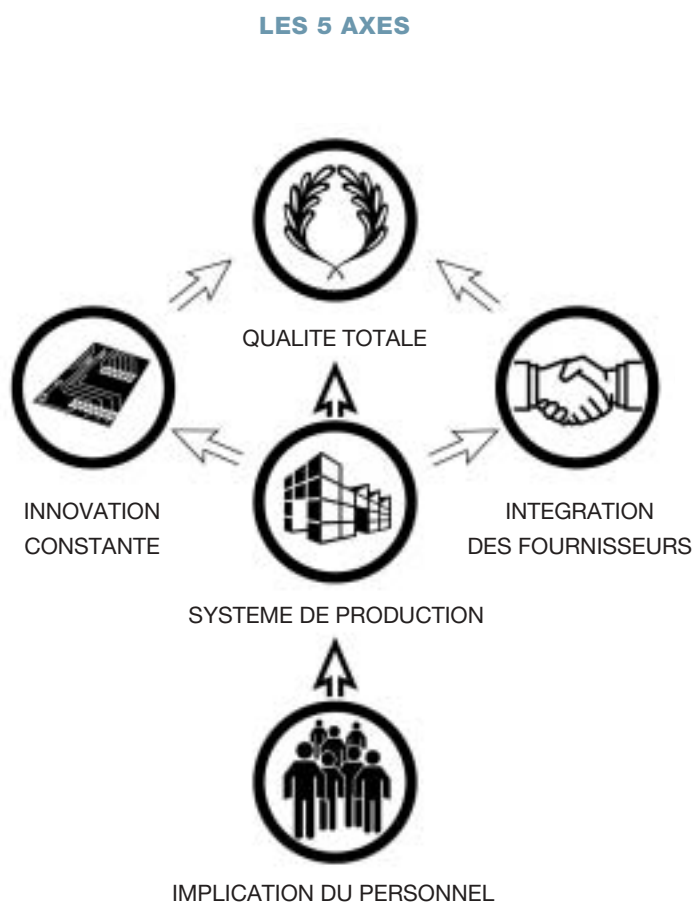 LES 5 AXES
QUALITE TOTALE
INNOVATION
CONSTANTE
INTEGRATION
DES FOURNISSEURS
SYSTEME DE PRODUCTION
IMPLICATION DU PERSONNEL